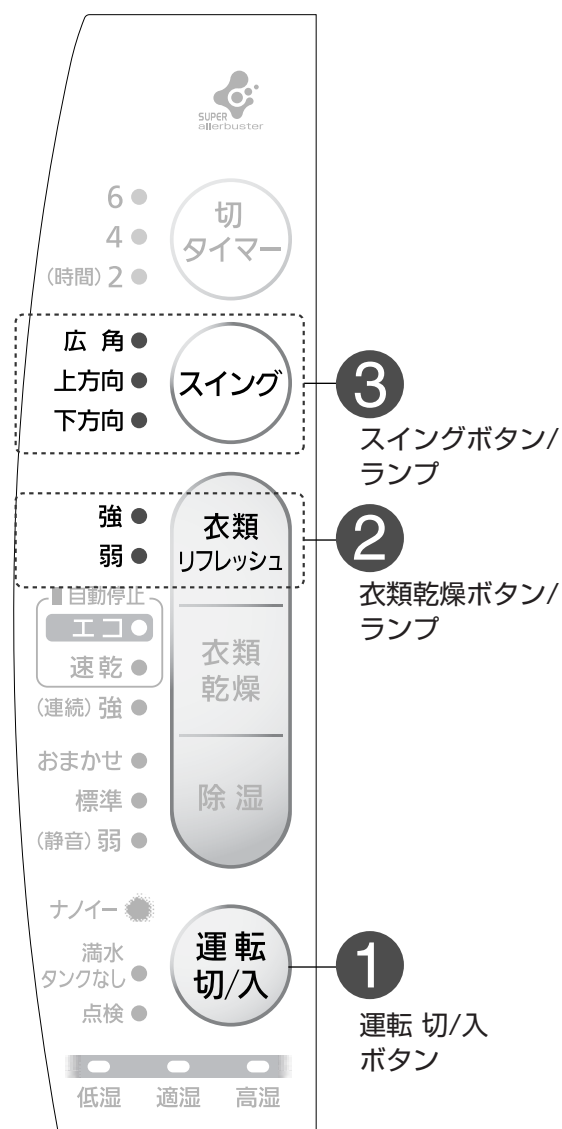 SUPER
allerbuster
6
4
(時間) 2
切
タイマー
広 角
上方向
下方向
スイング
3
スイングボタン/
ランプ
強
弱
衣類
リフレッシュ
2
衣類乾燥ボタン/
ランプ
自動停止
エコ
速乾
(連続) 強
衣類
乾燥
おまかせ
標準
(静音) 弱
除 湿
ナノイー
満水
タンクなし
点検
運 転
切/入
1
運転 切/入
ボタン
低湿 適湿 高湿